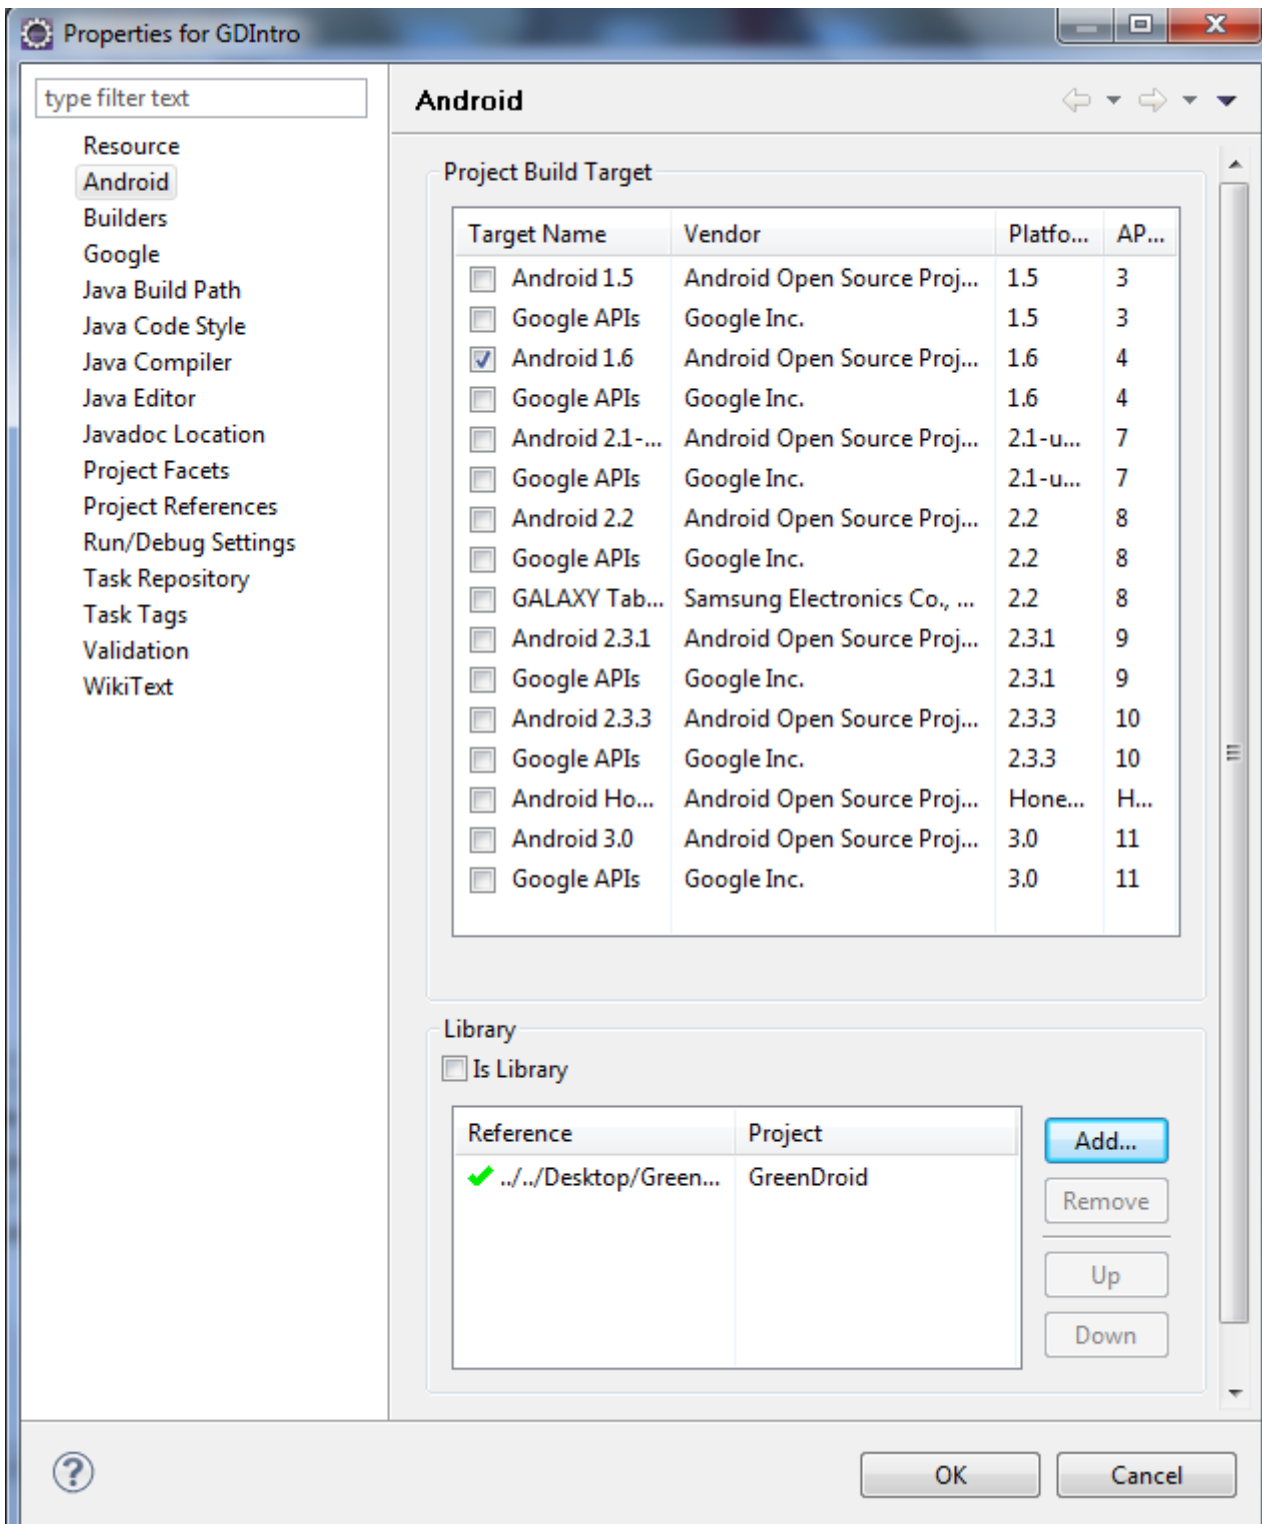 Properties for GDIntro
type filter text
Resource
Android
Builders
Google
Java Build Path
Java Code Style
Java Compiler
Java Editor
Javadoc Location
Project Facets
Project References
Run/Debug Settings
Task Repository
Task Tags
Validation
WikiText
Android
Project Build Target
Target Name Vendor Platfo... AP...
Android 1.5 Android Open Source Proj... 1.5 3
Google APIs Google Inc. 1.5 3
Android 1.6 Android Open Source Proj... 1.6 4
Google APIs Google Inc. 1.6 4
Android 2.1-... Android Open Source Proj... 2.1-u... 7
Google APIs Google Inc. 2.1-u... 7
Android 2.2 Android Open Source Proj... 2.2 8
Google APIs Google Inc. 2.2 8
GALAXY Tab... Samsung Electronics Co., ... 2.2 8
Android 2.3.1 Android Open Source Proj... 2.3.1 9
Google APIs Google Inc. 2.3.1 9
Android 2.3.3 Android Open Source Proj... 2.3.3 10
Google APIs Google Inc. 2.3.3 10
Android Ho... Android Open Source Proj... Hone... H...
Android 3.0 Android Open Source Proj... 3.0 11
Google APIs Google Inc. 3.0 11
Library
Is Library
Reference Project
../../Desktop/Green... GreenDroid
Add...
Remove
Up
Down
OK Cancel